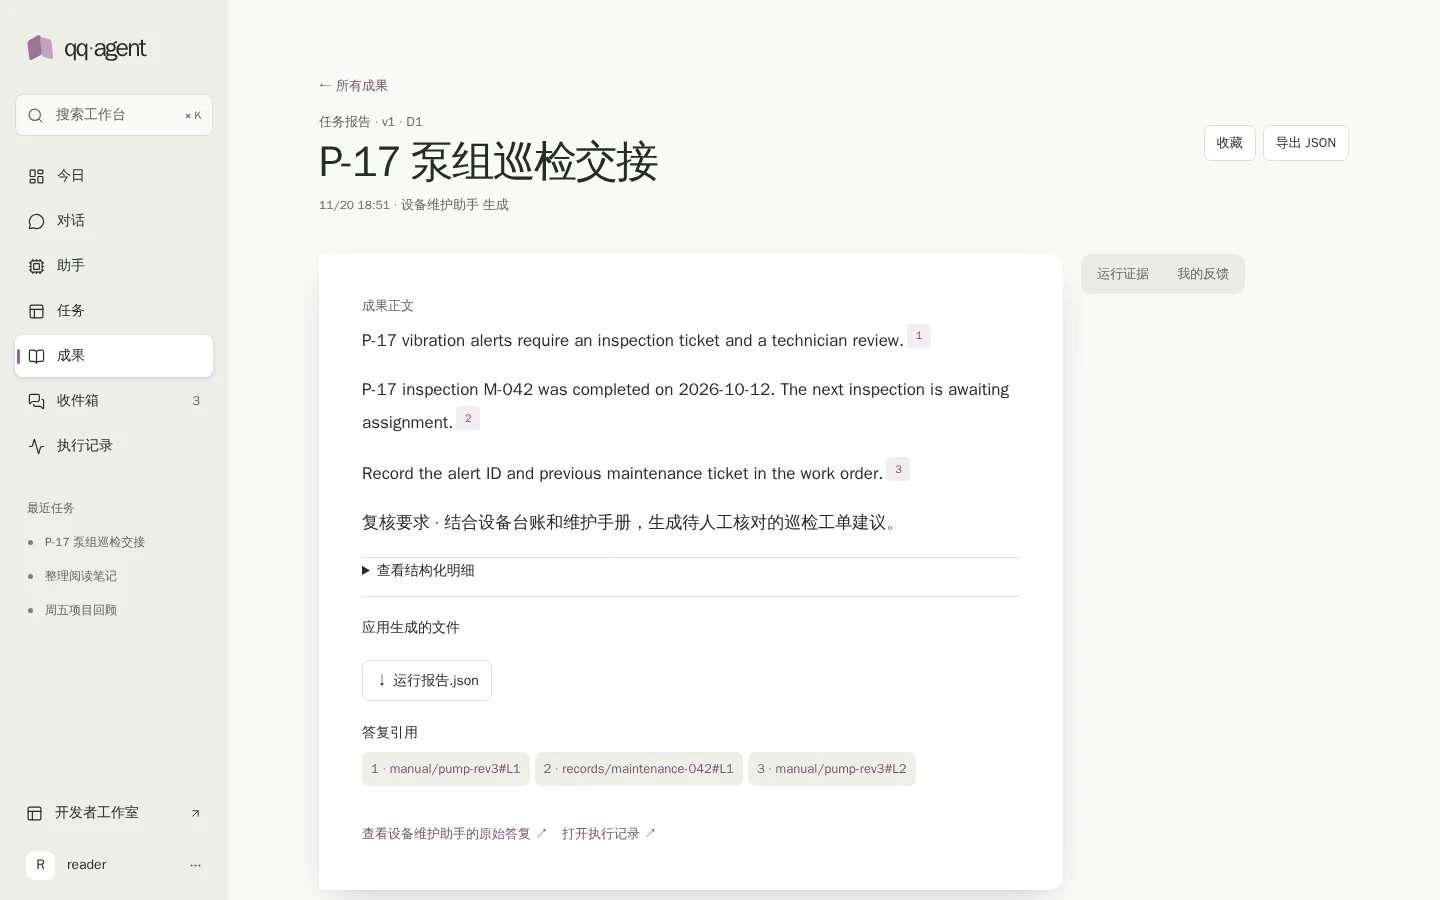 qq·agent
搜索工作台 ⌘ K
今日
对话
助手
任务
成果
收件箱 3
执行记录
最近任务
P-17 泵组巡检交接
整理阅读笔记
周五项目回顾
开发者工作室 ↗
R reader ···
← 所有成果
任务报告 · v1 · D1
P-17 泵组巡检交接
11/20 18:51 · 设备维护助手 生成
收藏 导出 JSON
成果正文
P-17 vibration alerts require an inspection ticket and a technician review. 1
P-17 inspection M-042 was completed on 2026-10-12. The next inspection is awaiting
assignment. 2
Record the alert ID and previous maintenance ticket in the work order. 3
复核要求 · 结合设备台账和维护手册，生成待人工核对的巡检工单建议。
▶ 查看结构化明细
应用生成的文件
↓ 运行报告.json
答复引用
1 · manual/pump-rev3#L1 2 · records/maintenance-042#L1 3 · manual/pump-rev3#L2
查看设备维护助手的原始答复 ↗ 打开执行记录 ↗
运行证据 我的反馈